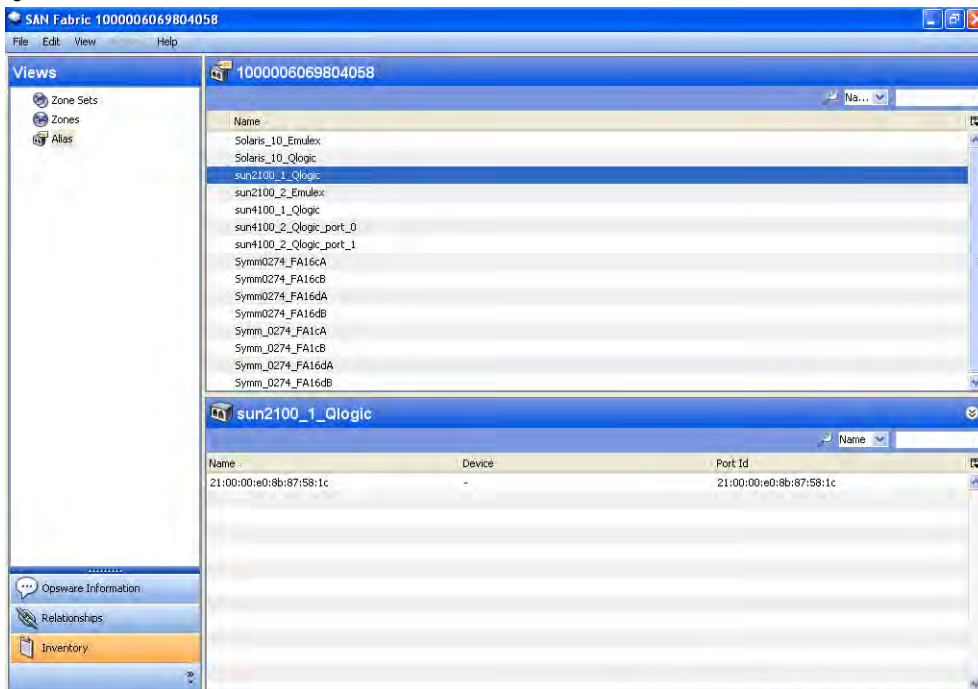 SAN Fabric 1000006069804058
File Edit View Actions Help
Views
Zone Sets
Zones
Alias
Opsware Information
Relationships
Inventory
1000006069804058
Na...
Name
Solaris_10_Emulex
Solaris_10_Qlogic
sun2100_1_Qlogic
sun2100_2_Emulex
sun4100_1_Qlogic
sun4100_2_Qlogic_port_0
sun4100_2_Qlogic_port_1
Symm0274_FA16cA
Symm0274_FA16cB
Symm0274_FA16dA
Symm0274_FA16dB
Symm_0274_FA1cA
Symm_0274_FA1cB
Symm_0274_FA16dA
Symm_0274_FA16dB
sun2100_1_Qlogic
Name
Name Device Port Id
21:00:00:e0:8b:87:58:1c - 21:00:00:e0:8b:87:58:1c